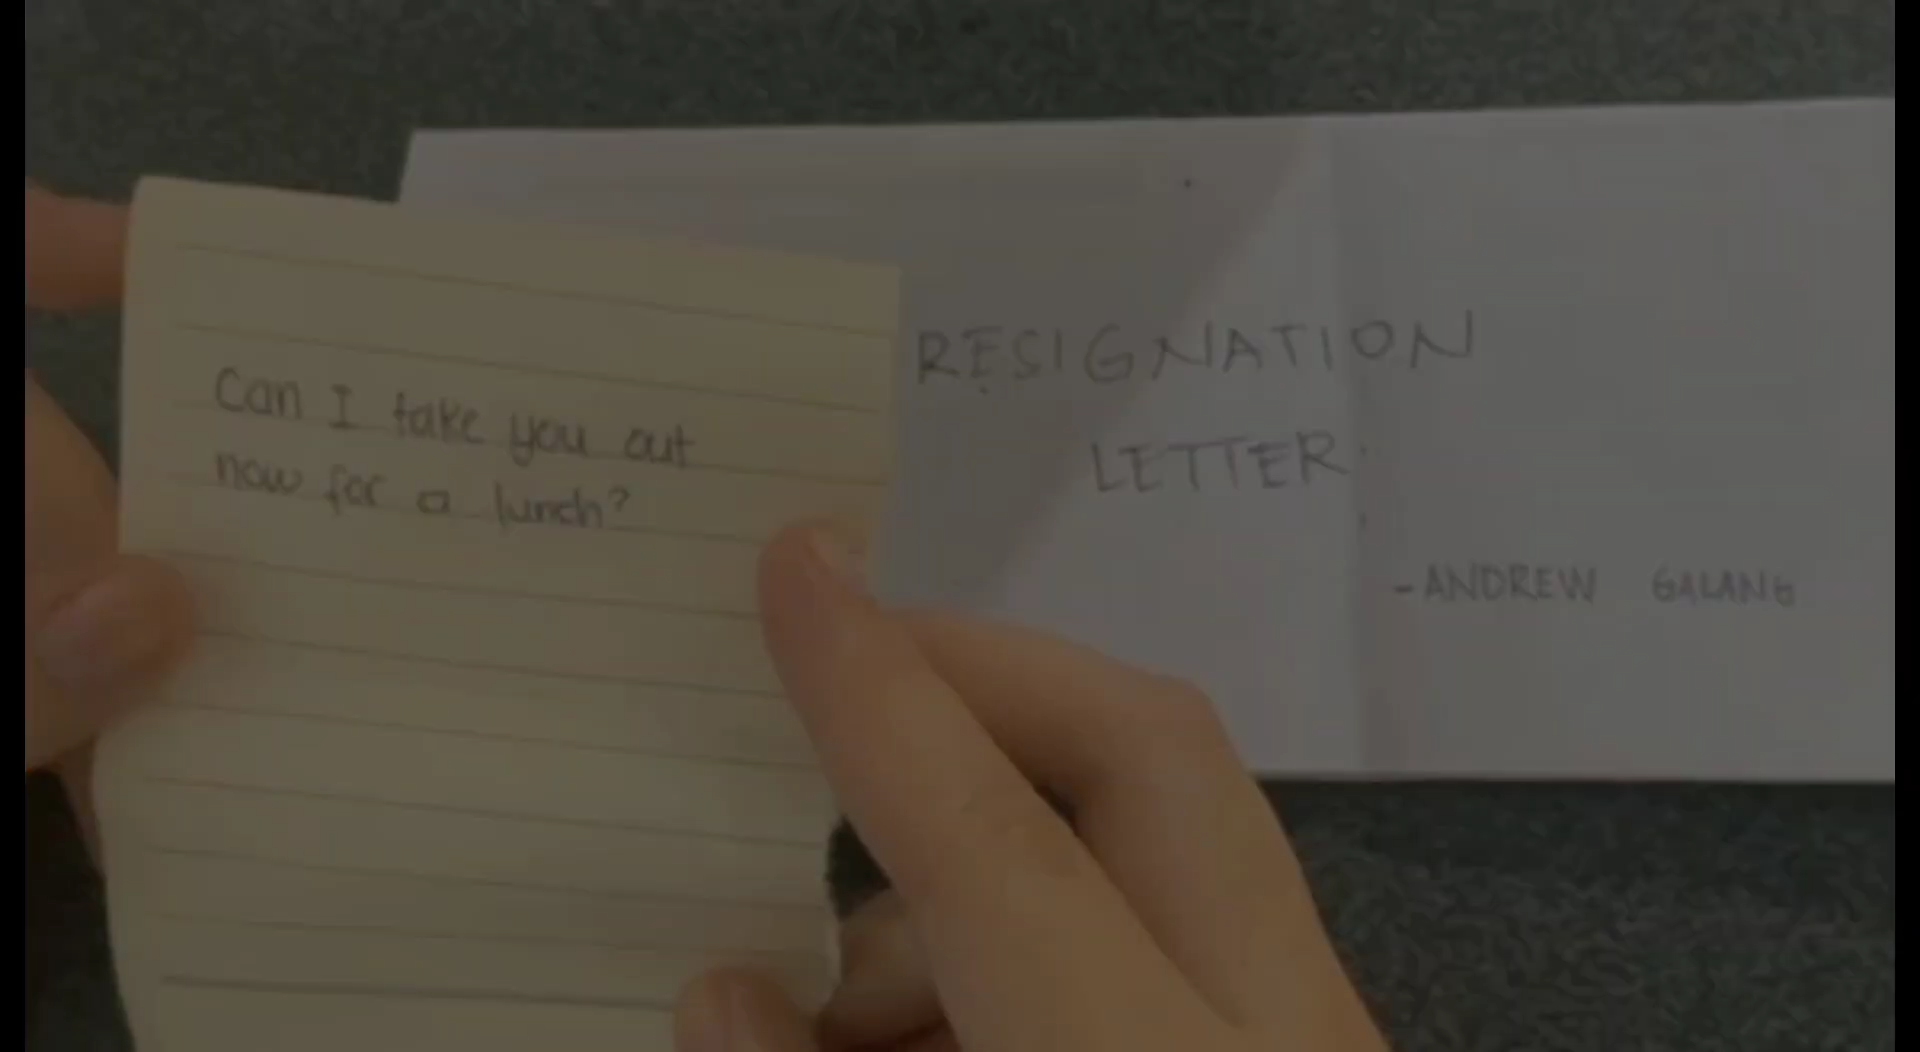 Can I take you out
now for a lunch?
RESIGNATION
LETTER
-ANDREW GALANG